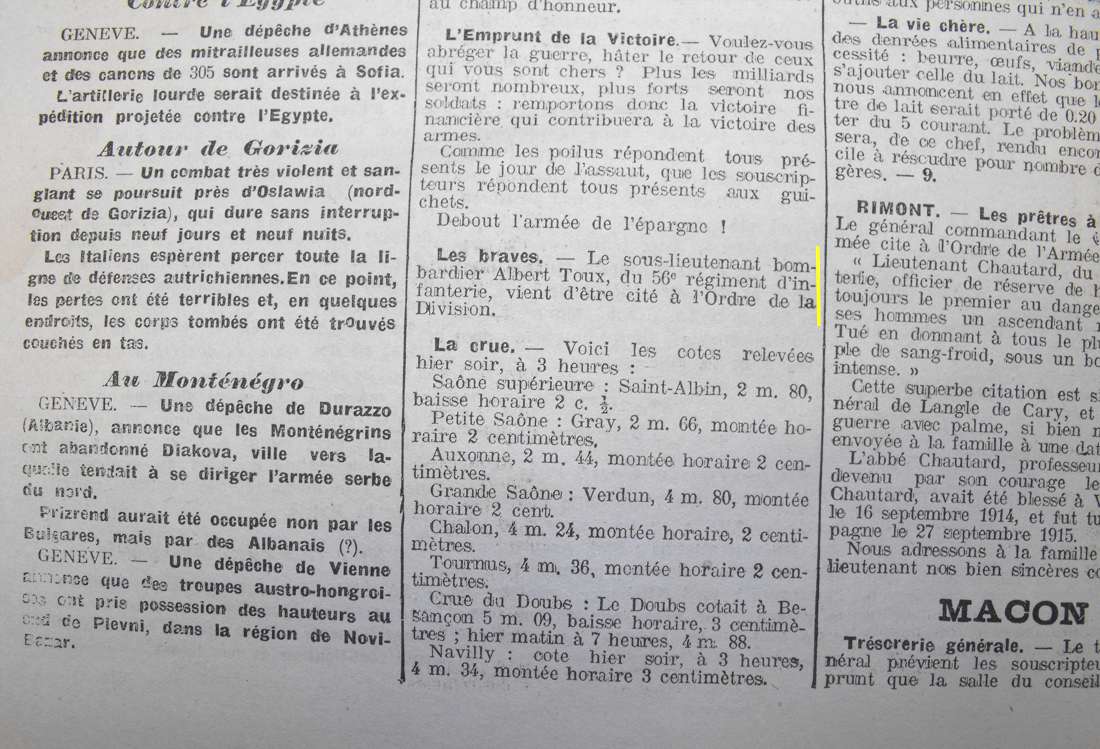 Contre l'Egypte
GENEVE. — Une dépêche d'Athènes
annonce que des mitrailleuses allemandes
et des canons de 305 sont arrivés à Sofia.
L'artillerie lourde serait destinée à l'ex-
pédition projetée contre l'Egypte.
Autour de Gorizia
PARIS. — Un combat très violent et san-
glant se poursuit près d'Oslawia (nord-
ouest de Gorizia), qui dure sans interrup-
tion depuis neuf jours et neuf nuits.
Les Italiens espèrent percer toute la li-
gne de défenses autrichiennes. En ce point,
les pertes ont été terribles et, en quelques
endroits, les corps tombés ont été trouvés
couchés en tas.
Au Monténégro
GENEVE. — Une dépêche de Durazzo
(Albanie), annonce que les Monténégrins
ont abandonné Diakova, ville vers la-
quelle tendait à se diriger l'armée serbe
du nord.
Prizrend aurait été occupée non par les
Bulgares, mais par des Albanais (?).
GENEVE. — Une dépêche de Vienne
annonce que des troupes austro-hongroi-
ses ont pris possession des hauteurs au
sud de Plevni, dans la région de Novi-
Bazar.
au champ d'honneur.
L'Emprunt de la Victoire. — Voulez-vous
abréger la guerre, hâter le retour de ceux
qui vous sont chers ? Plus les milliards
seront nombreux, plus forts seront nos
soldats : remportons donc la victoire fi-
nancière qui contribuera à la victoire des
armes.
Comme les poilus répondent tous pré-
sents le jour de l'assaut, que les souscrip-
teurs répondent tous présents aux gui-
chets.
Debout l'armée de l'épargne !
Les braves. — Le sous-lieutenant bom-
bardier Albert Toux, du 56e régiment d'in-
fanterie, vient d'être cité à l'Ordre de la
Division.
La crue. — Voici les cotes relevées
hier soir, à 3 heures :
Saône supérieure : Saint-Albin, 2 m. 80,
baisse horaire 2 c. ½.
Petite Saône : Gray, 2 m. 66, montée ho-
raire 2 centimètres,
Auxonne, 2 m. 44, montée horaire 2 cen-
timètres.
Grande Saône : Verdun, 4 m. 80, montée
horaire 2 cent.
Chalon, 4 m. 24, montée horaire, 2 centi-
mètres.
Tournus, 4 m. 36, montée horaire 2 cen-
timètres.
Crue du Doubs : Le Doubs cotait à Be-
sançon 5 m. 09, baisse horaire, 3 centimè-
tres ; hier matin à 7 heures, 4 m. 88.
Navilly : cote hier soir, à 3 heures,
4 m. 34, montée horaire 3 centimètres.
aux personnes qui n'en a
— La vie chère. — A la hau
des denrées alimentaires de p
cessité : beurre, œufs, viand
s'ajouter celle du lait. Nos bon
nous annoncent en effet que l
tre de lait serait porté de 0.20
ter du 5 courant. Le problèm
sera, de ce chef, rendu encor
cile à résoudre pour nombre d
gères. — 9.
RIMONT. — Les prêtres à
Le général commandant le
mée cite à l'Ordre de l'Armée
« Lieutenant Chautard, du
terie, officier de réserve de h
toujours le premier au dange
ses hommes un ascendant
Tué en donnant à tous le plu
ple de sang-froid, sous un bo
intense. »
Cette superbe citation est si
néral de Langle de Cary, et
guerre avec palme, si bien
envoyée à la famille à une dat
L'abbé Chautard, professeu
devenu par son courage le
Chautard, avait été blessé à V
le 16 septembre 1914, et fut tu
pagne le 27 septembre 1915.
Nous adressons à la famille
lieutenant nos bien sincères co
MACON
Trésorerie générale. — Le t
néral prévient les souscripteu
prunt que la salle du conseil